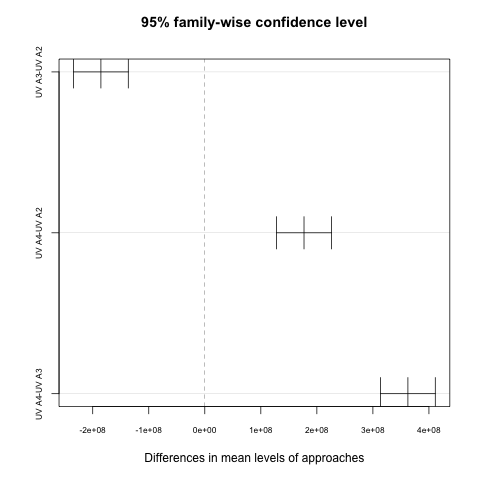 95% family-wise confidence level
UV A3-UV A2
UV A4-UV A2
UV A4-UV A3
-2e+08 -1e+08 0e+00 1e+08 2e+08 3e+08 4e+08
Differences in mean levels of approaches